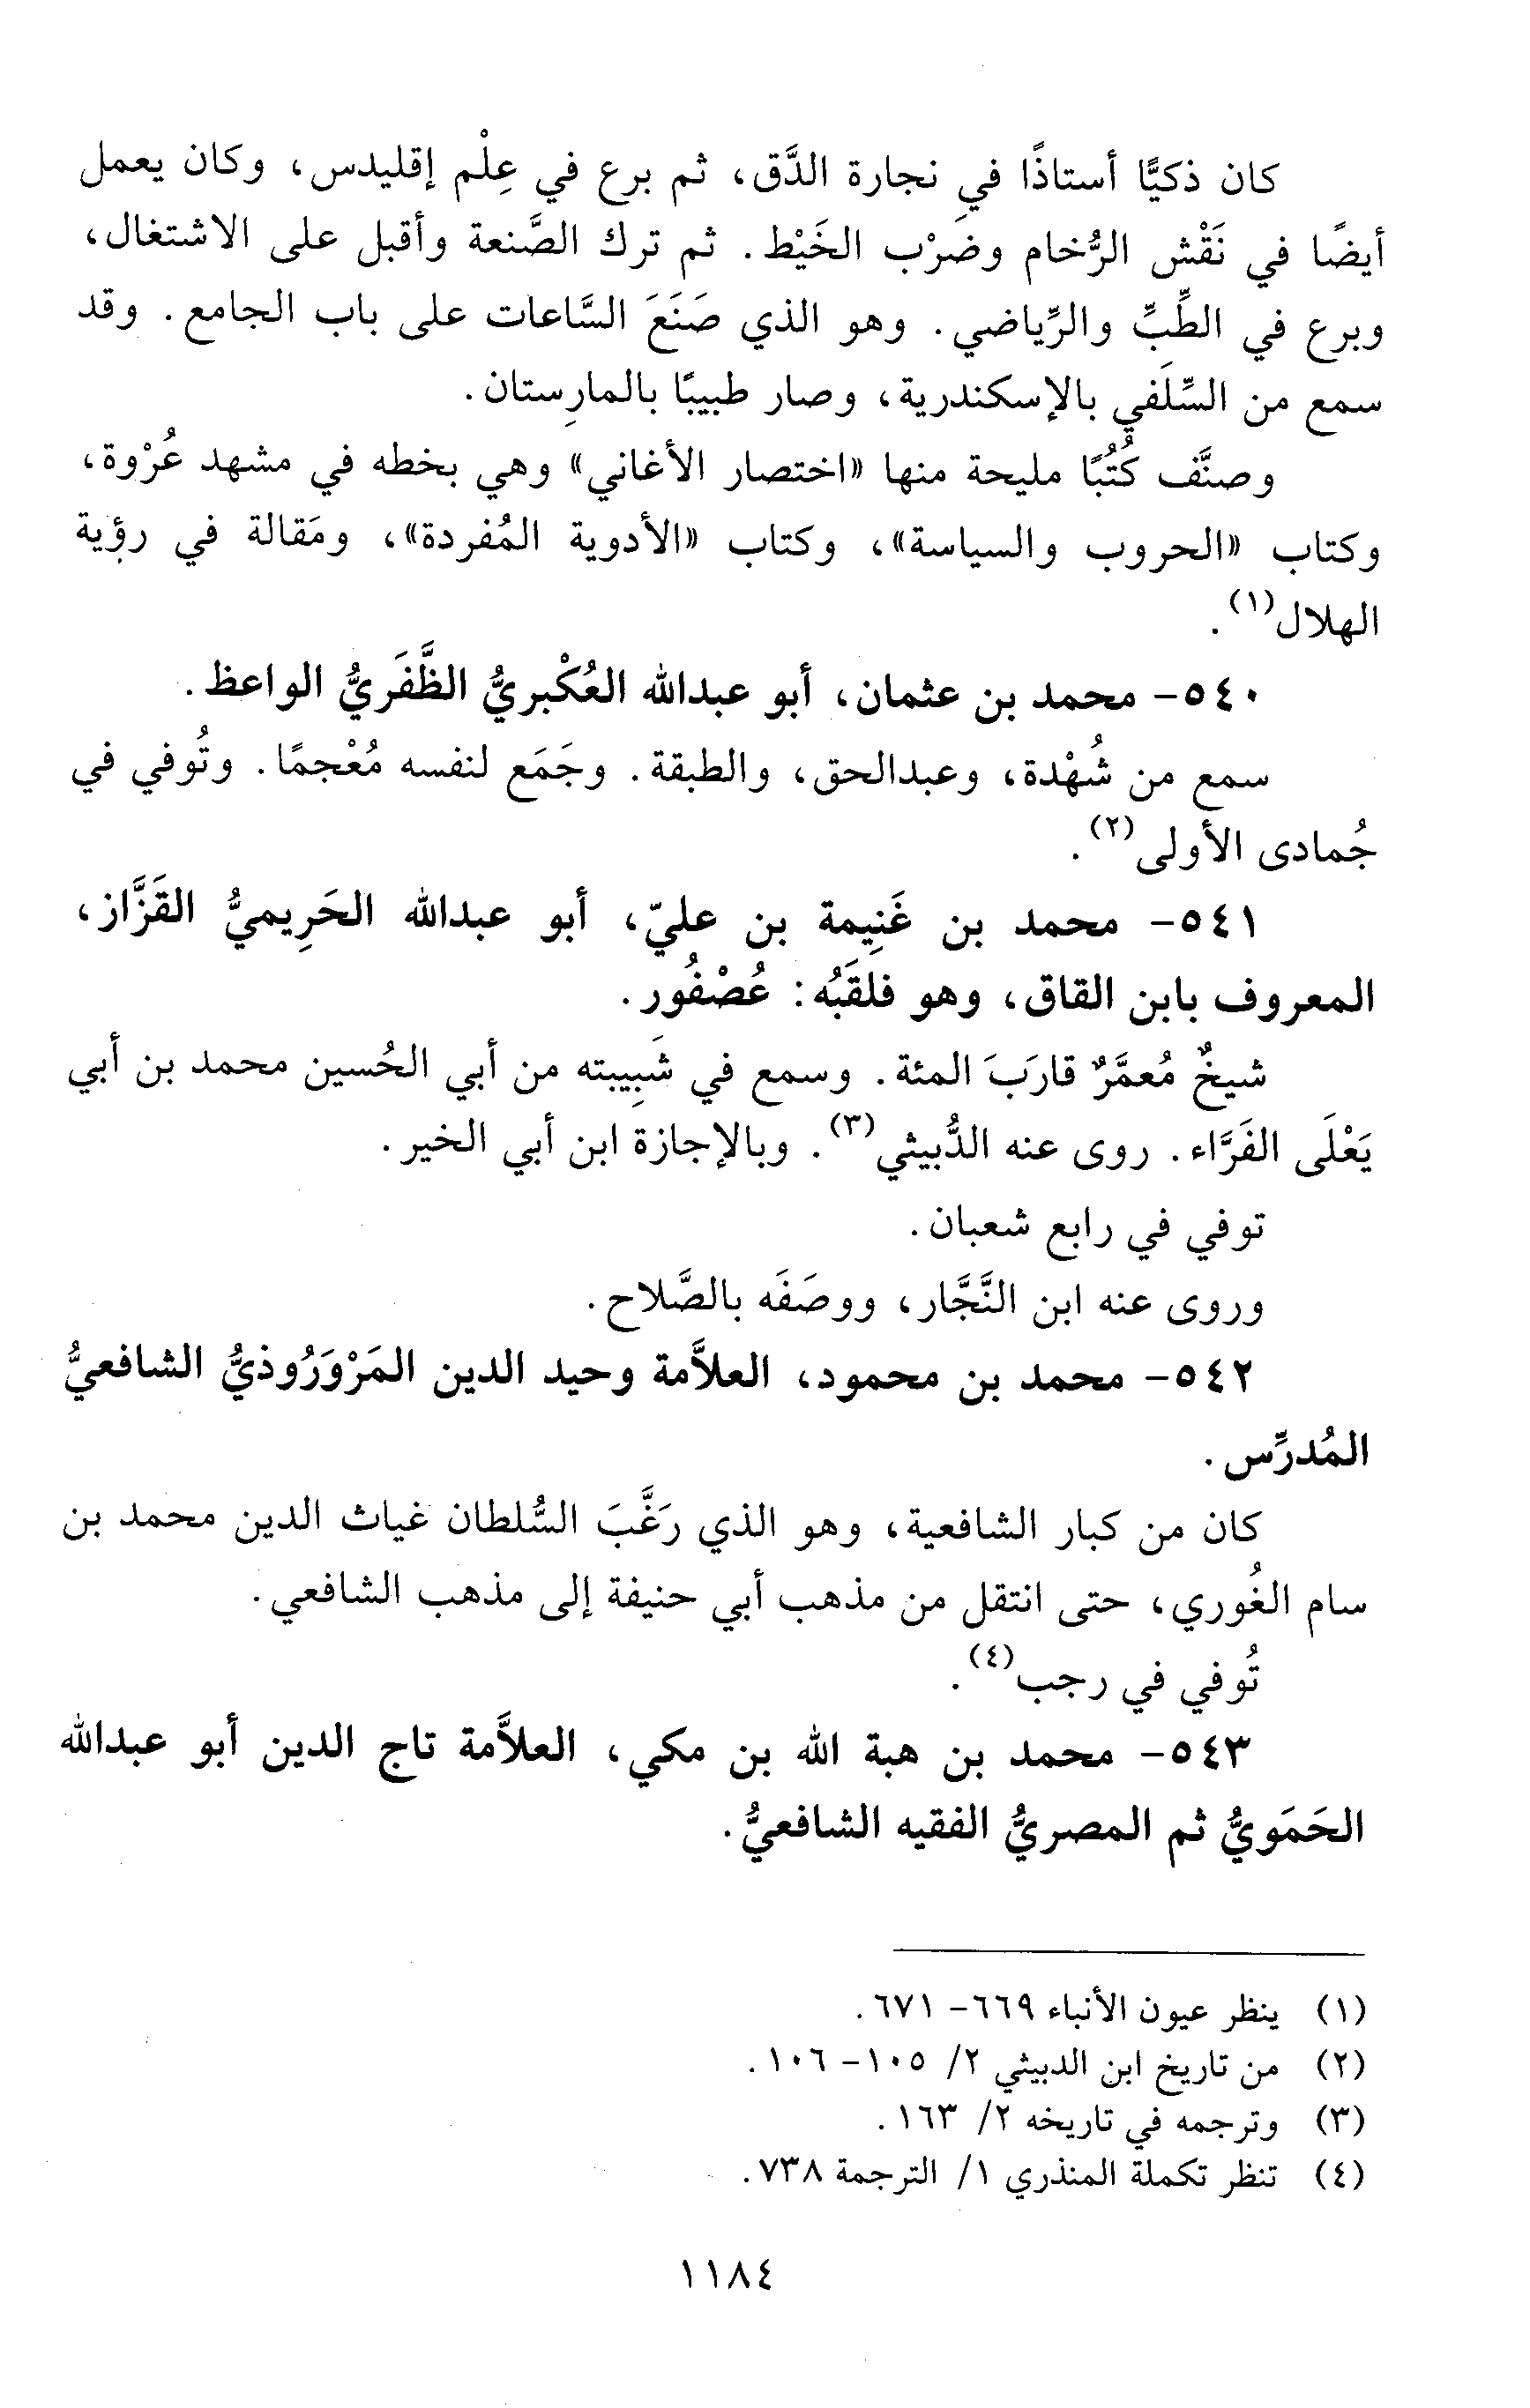 كان ذكيًّا أستاذًا في نجارة الدَّق، ثم برع في عِلْم إقليدس، وكان يعمل
أيضًا في نَقْش الرُّخام وضَرْب الخَيْط. ثم ترك الصَّنعة وأقبل على الاشتغال،
وبرع في الطِّبِّ والرِّياضي. وهو الذي صَنَعَ السَّاعات على باب الجامع. وقد
سمع من السِّلَفي بالإسكندرية، وصار طبيبًا بالمارِستان.
وصنَّف كُتُبًا مليحة منها «اختصار الأغاني» وهي بخطه في مشهد عُرْوة،
وكتاب «الحروب والسياسة»، وكتاب «الأدوية المُفردة»، ومَقالة في رؤية
الهلال(١).
٥٤٠- محمد بن عثمان، أبو عبدالله العُكْبريُّ الظَّفَريُّ الواعظ.
سمع من شُهْدة، وعبدالحق، والطبقة. وجَمَع لنفسه مُعْجمًا. وتُوفي في
جُمادى الأولى(٢).
٥٤١- محمد بن غَنِيمة بن عليّ، أبو عبدالله الحَرِيميُّ القَزَّاز،
المعروف بابن القاق، وهو فلقَبُه: عُصْفُور.
شيخٌ مُعمَّرٌ قارَبَ المئة. وسمع في شَبِيبته من أبي الحُسين محمد بن أبي
يَعْلَى الفَرَّاء. روى عنه الدُّبيثي(٣). وبالإجازة ابن أبي الخير.
توفي في رابع شعبان.
وروى عنه ابن النَّجَّار، ووصَفَه بالصَّلاح.
٥٤٢- محمد بن محمود، العلاَّمة وحيد الدين المَرْوَرُوذيُّ الشافعيُّ
المُدرِّس.
كان من كبار الشافعية، وهو الذي رَغَّبَ السُّلطان غياث الدين محمد بن
سام الغُوري، حتى انتقل من مذهب أبي حنيفة إلى مذهب الشافعي.
تُوفي في رجب(٤).
٥٤٣- محمد بن هبة الله بن مكي، العلاَّمة تاج الدين أبو عبدالله
الحَمَويُّ ثم المصريُّ الفقيه الشافعيُّ.
(١) ينظر عيون الأنباء ٦٦٩- ٦٧١.
(٢) من تاريخ ابن الدبيثي ٢/ ١٠٥- ١٠٦.
(٣) وترجمه في تاريخه ٢/ ١٦٣.
(٤) تنظر تكملة المنذري ١/ الترجمة ٧٣٨.
١١٨٤